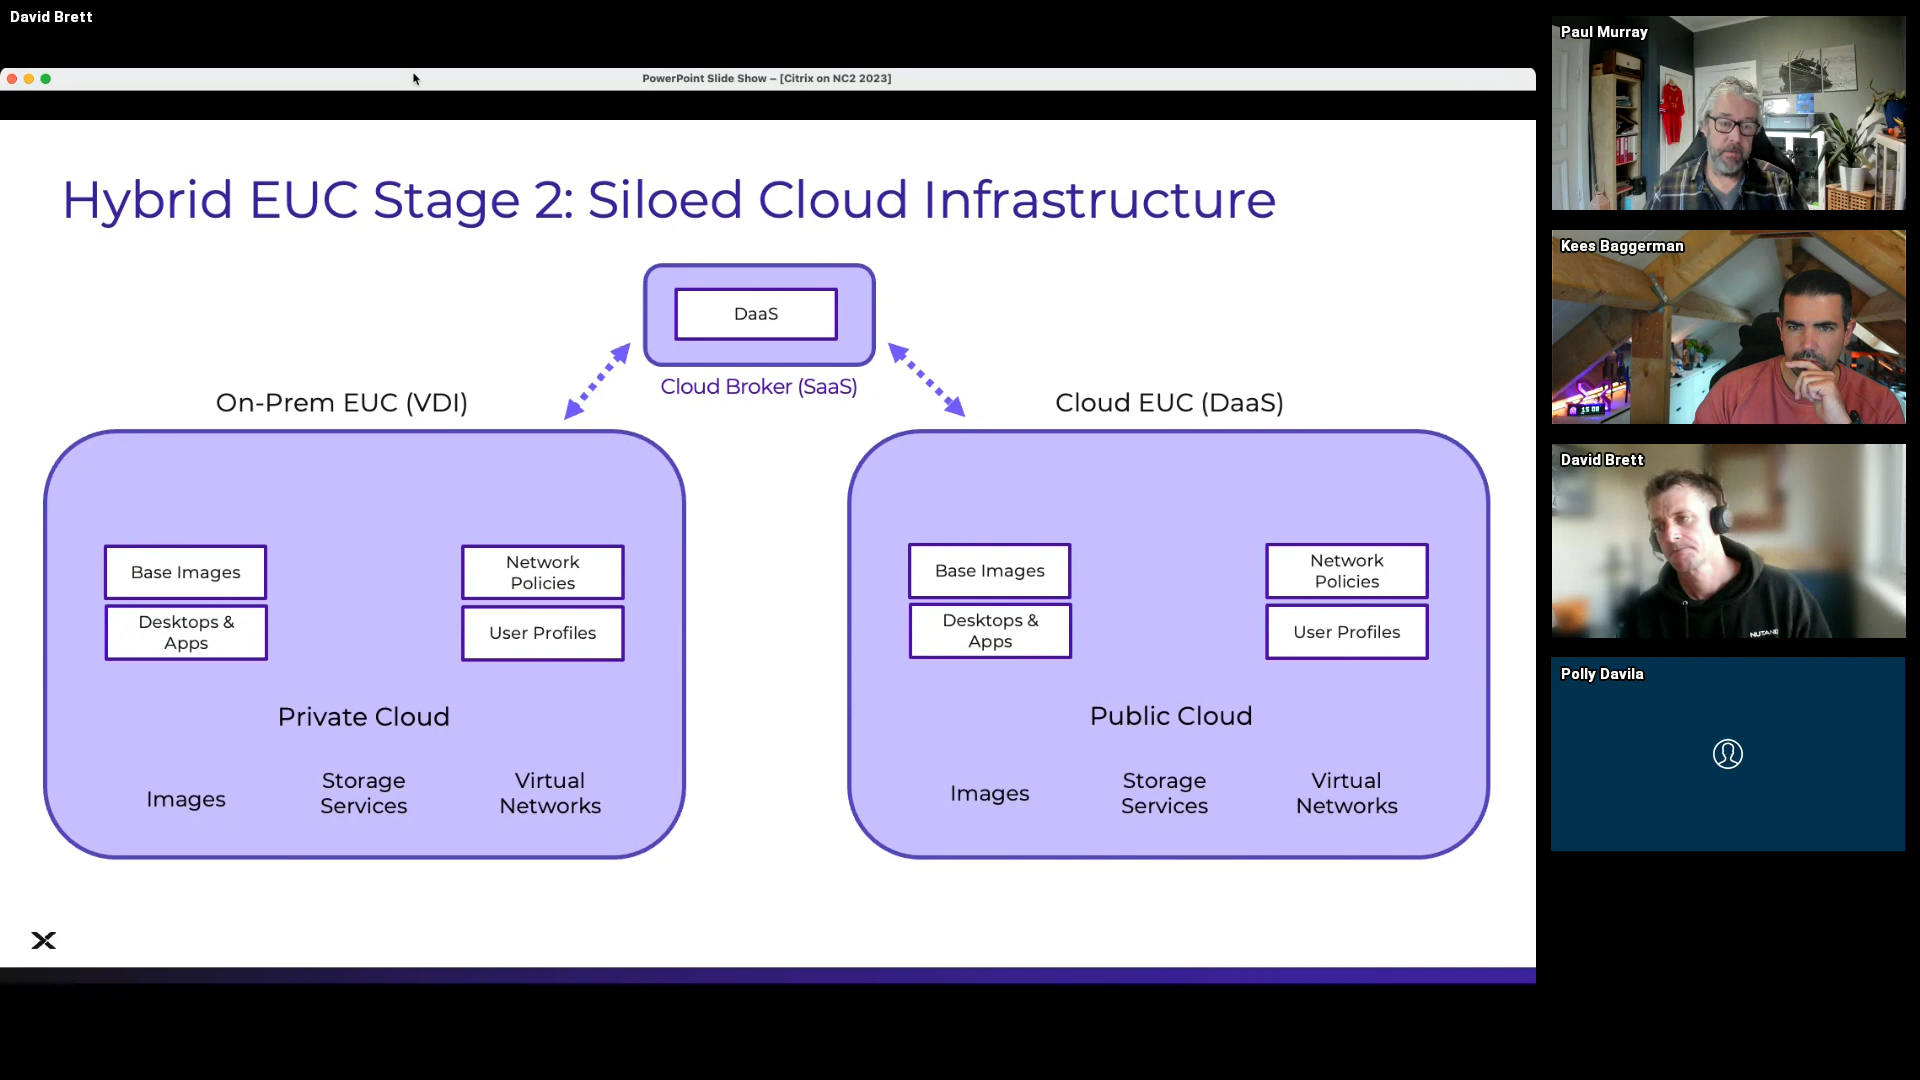 David Brett
PowerPoint Slide Show – [Citrix on NC2 2023]
Hybrid EUC Stage 2: Siloed Cloud Infrastructure
DaaS
Cloud Broker (SaaS)
On-Prem EUC (VDI)
Base Images
Desktops &
Apps
Network
Policies
User Profiles
Private Cloud
Images
Storage
Services
Virtual
Networks
Cloud EUC (DaaS)
Base Images
Desktops &
Apps
Network
Policies
User Profiles
Public Cloud
Images
Storage
Services
Virtual
Networks
Paul Murray
Kees Baggerman
David Brett
Polly Davila